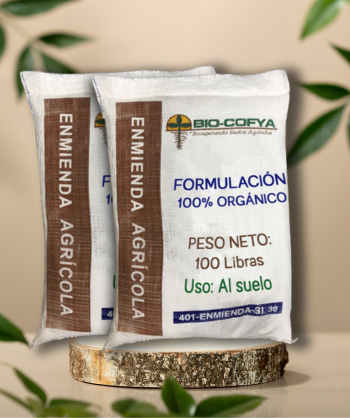 ENMIENDA AGRÍCOLA
BIO-COFYA
"Recuperando Suelos Agrícolas
FORMULACIÓN
100% ORGÁNICO
PESO NETO:
100 Libras
Uso: Al suelo
401-ENMIENDA-31 36
ENMIENDA AGRÍCOLA